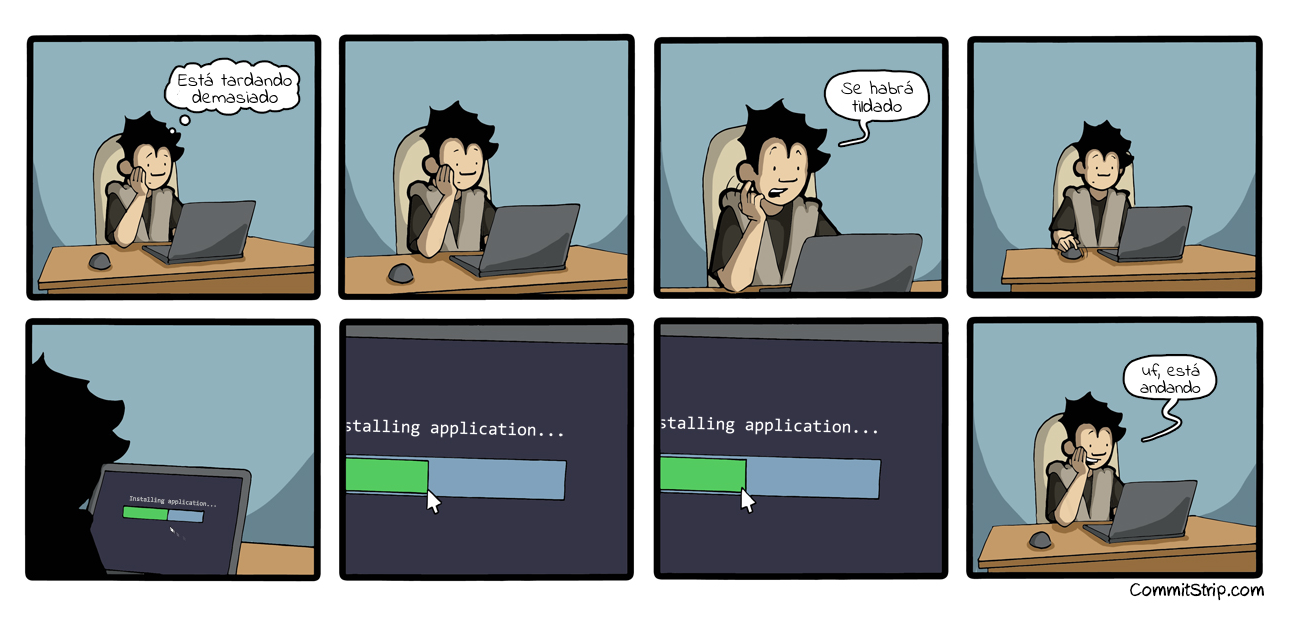 Está tardando
demasiado
Se habrá
tildado
Installing application...
stalling application...
stalling application...
uf, está
andando
CommitStrip.com